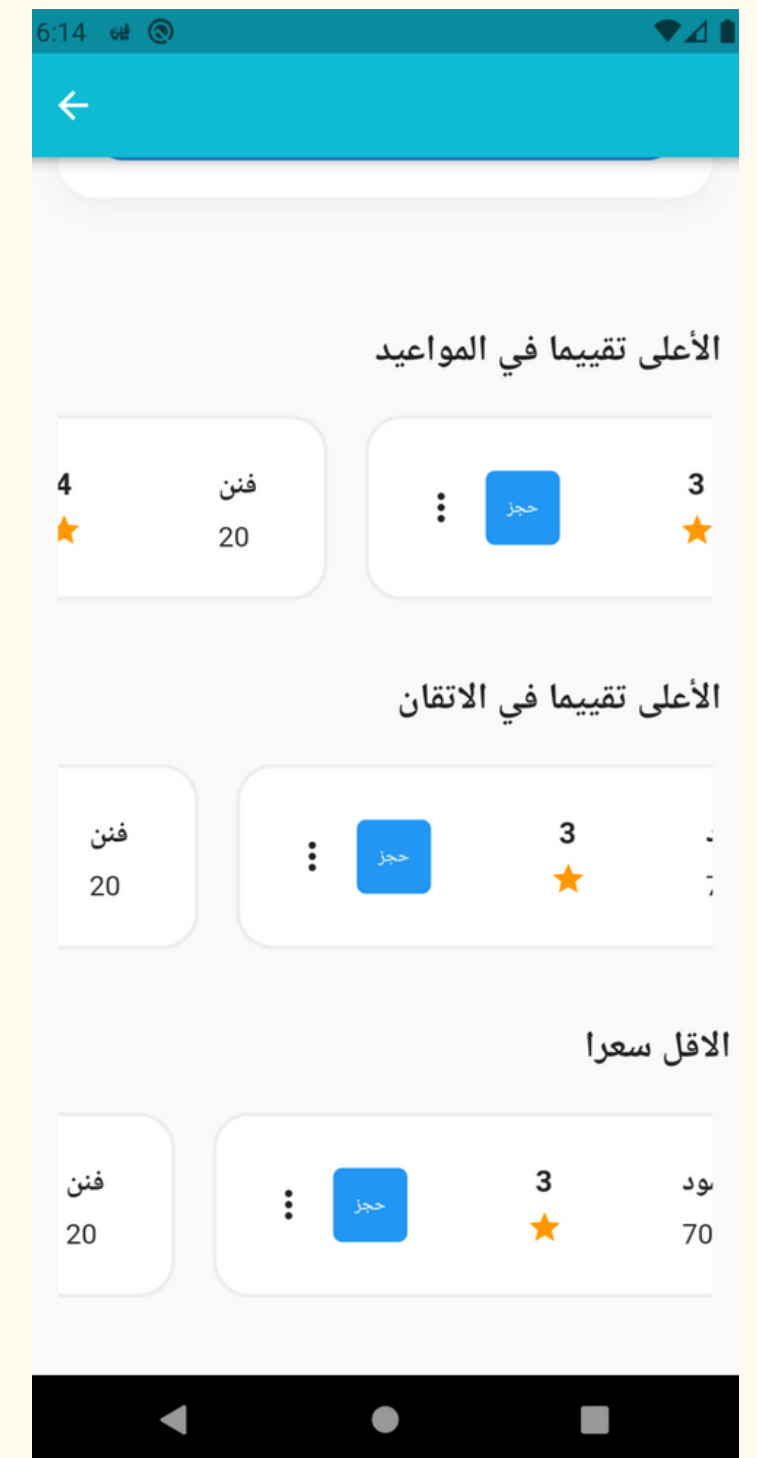 6:14
الأعلى تقييما في المواعيد
3
حجز
فنن
20
4
الأعلى تقييما في الاتقان
3
حجز
فنن
20
الاقل سعرا
70
3
حجز
فنن
20